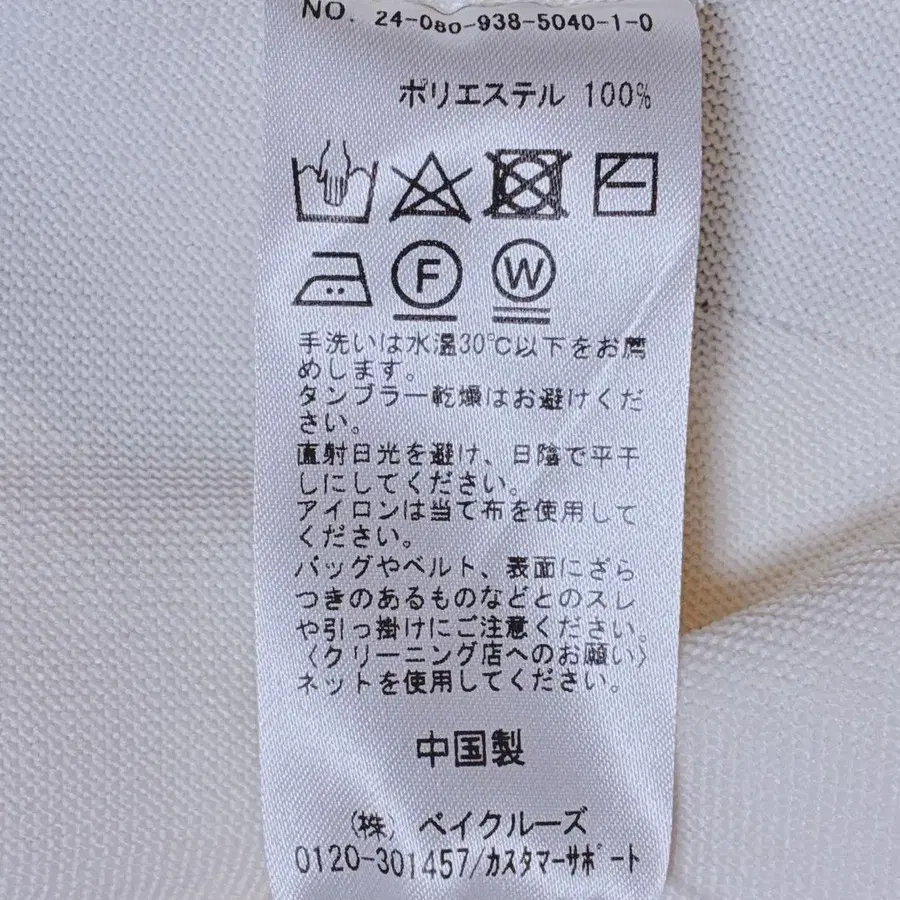 NO. 24-080-938-5040-1-0
ポリエステル 100%
F W
手洗いは水温30℃以下をお薦
めします。
タンブラー乾燥はお避けくだ
さい。
直射日光を避け、日陰で平干
しにしてください。
アイロンは当て布を使用して
ください。
バッグやベルト、表面にざら
つきのあるものなどとのスレ
や引っ掛けにご注意ください。
〈クリーニング店へのお願い〉
ネットを使用してください。
中国製
(株) ベイクルーズ
0120-301457/カスタマーサポート